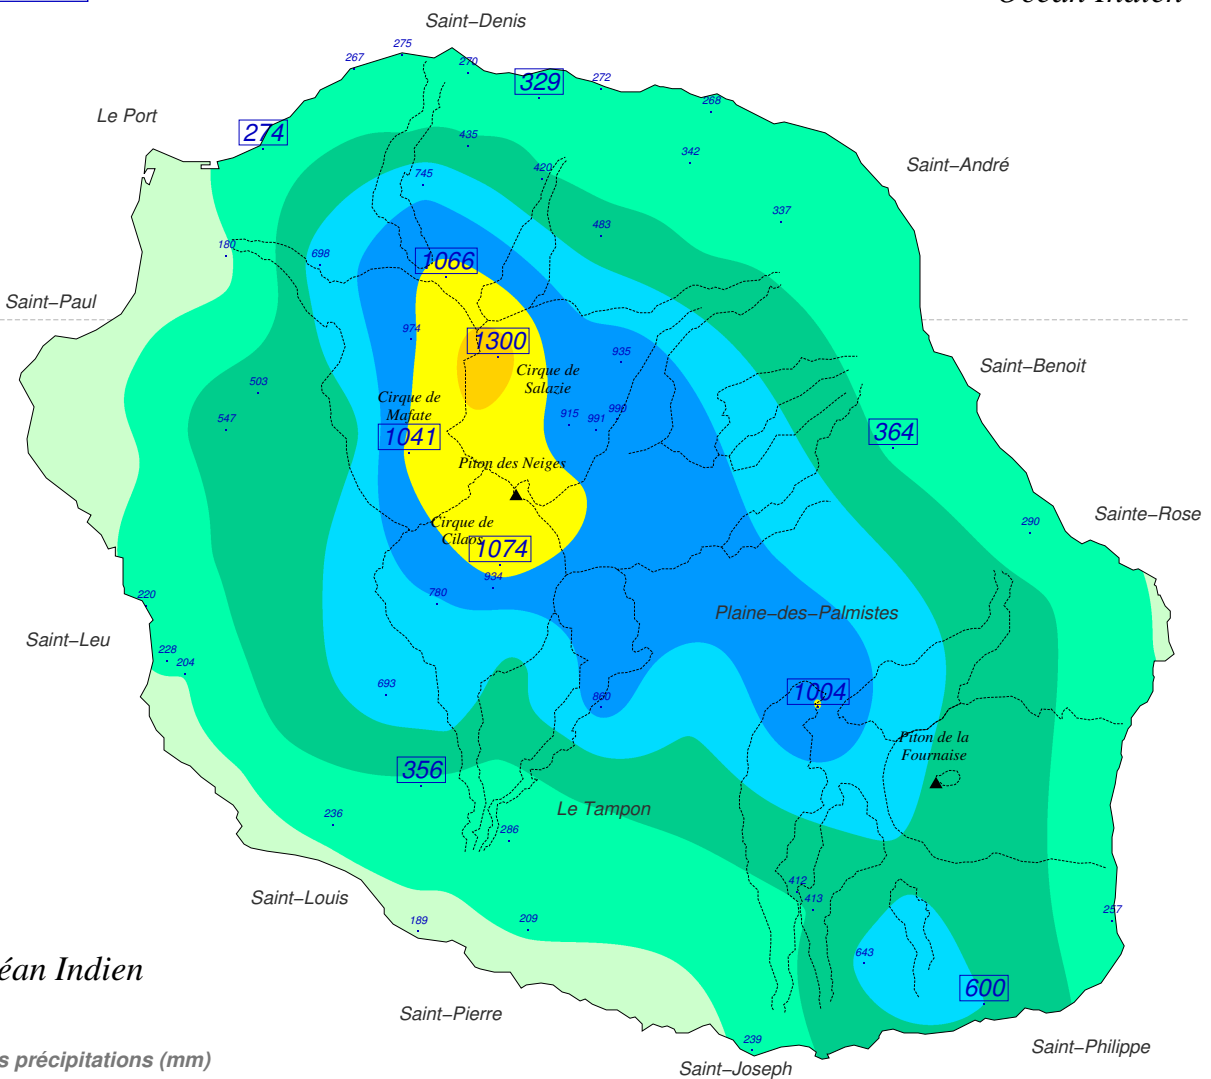 Saint–Denis
275
267
270
329
272
268
Le Port
274
435
342
Saint–André
420
745
337
483
180
698
1066
Saint–Paul
974
1300
935
Cirque de
Salazie
Saint–Benoit
503
Cirque de
Mafate
915
991
990
547
1041
364
Piton des Neiges
Sainte–Rose
Cirque de
Cilaos
290
1074
934
780
220
Plaine–des–Palmistes
Saint–Leu
228
204
693
860
1004
Piton de la
Fournaise
356
236
Le Tampon
286
412
413
Saint–Louis
189
209
257
643
éan Indien
600
Saint–Pierre
239
Saint–Philippe
s précipitations (mm)
Saint–Joseph